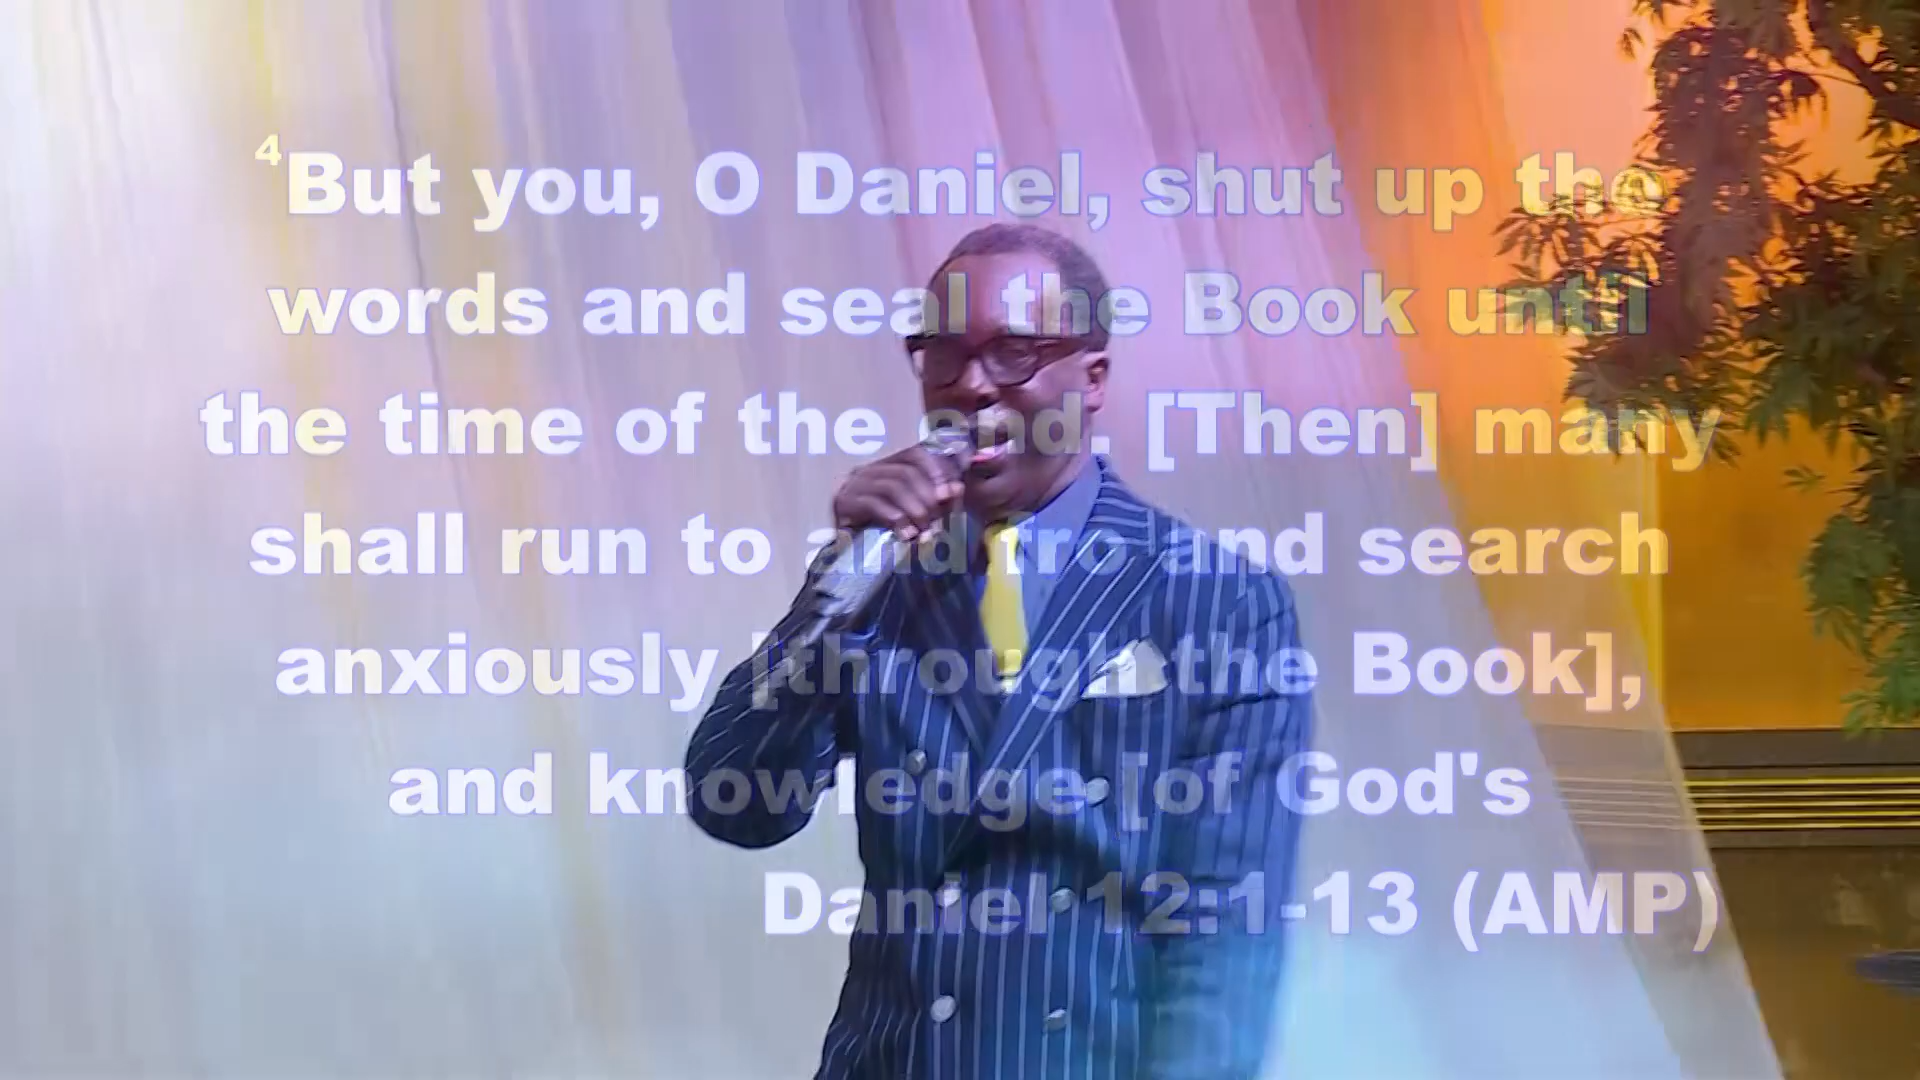 4But you, O Daniel, shut up the
words and seal the Book until
the time of the end. [Then] many
shall run to and fro and search
anxiously [through the Book],
and knowledge [of God's
Daniel 12:1-13 (AMP)